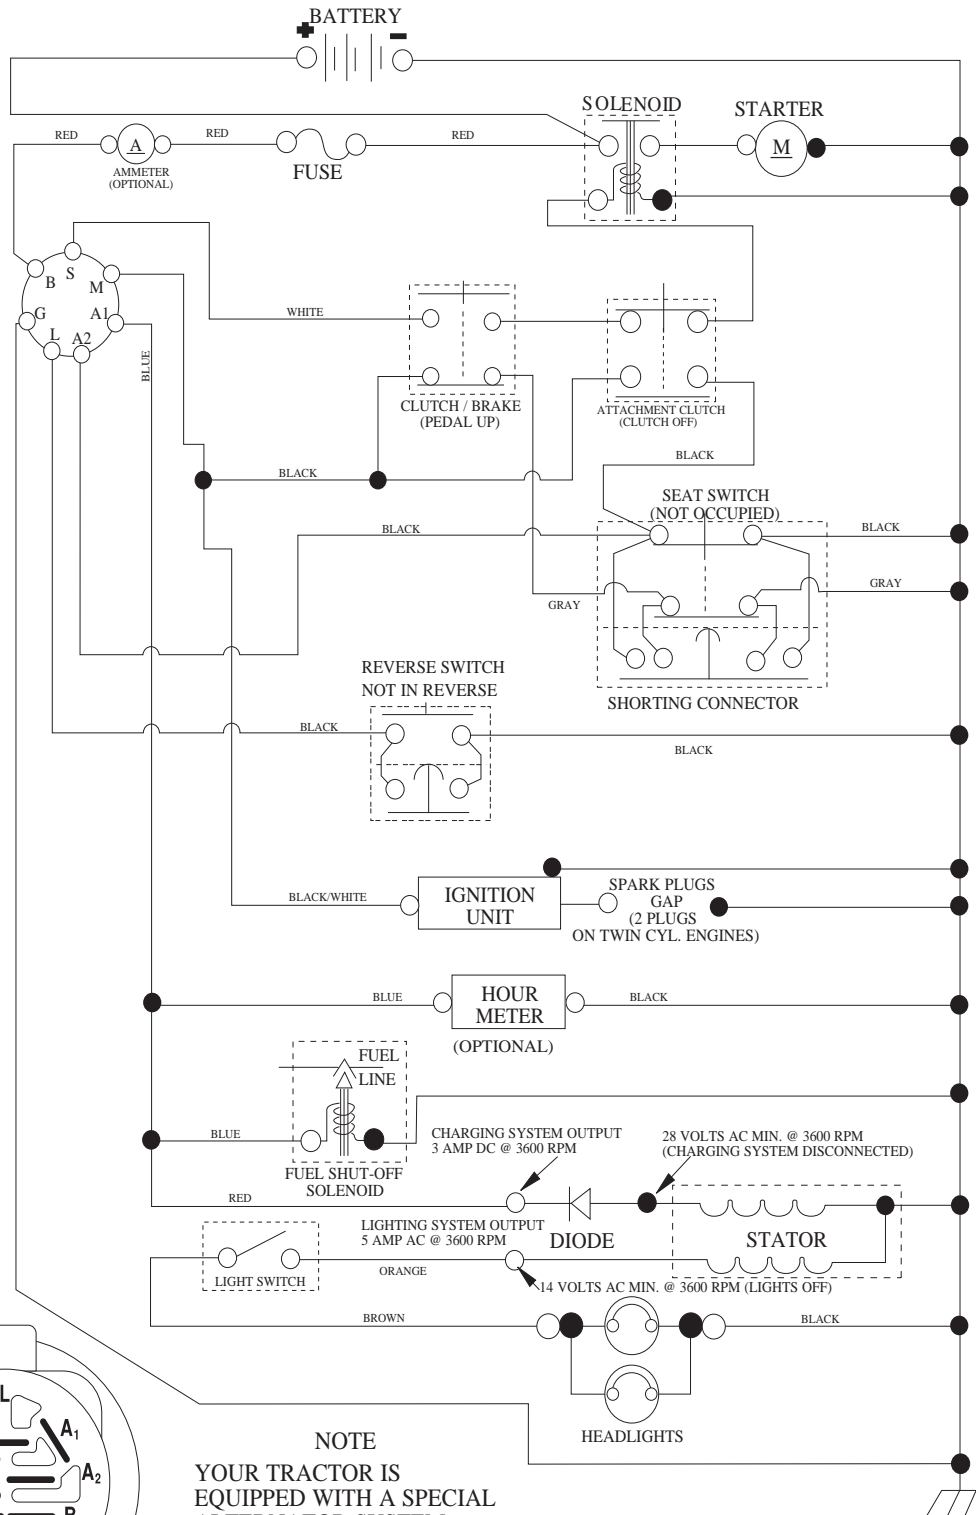 BATTERY
SOLENOID
STARTER
RED
A
RED
RED
M
AMMETER
(OPTIONAL)
FUSE
B
S
M
G
A1
L
A2
BLUE
WHITE
CLUTCH / BRAKE
(PEDAL UP)
ATTACHMENT CLUTCH
(CLUTCH OFF)
BLACK
BLACK
SEAT SWITCH
(NOT OCCUPIED)
BLACK
BLACK
GRAY
GRAY
REVERSE SWITCH
NOT IN REVERSE
SHORTING CONNECTOR
BLACK
BLACK
BLACK/WHITE
IGNITION
UNIT
SPARK PLUGS
GAP
(2 PLUGS
ON TWIN CYL. ENGINES)
BLUE
HOUR
METER
BLACK
(OPTIONAL)
FUEL
LINE
BLUE
FUEL SHUT-OFF
SOLENOID
CHARGING SYSTEM OUTPUT
3 AMP DC @ 3600 RPM
28 VOLTS AC MIN. @ 3600 RPM
(CHARGING SYSTEM DISCONNECTED)
RED
LIGHTING SYSTEM OUTPUT
5 AMP AC @ 3600 RPM
DIODE
STATOR
LIGHT SWITCH
ORANGE
14 VOLTS AC MIN. @ 3600 RPM (LIGHTS OFF)
BROWN
BLACK
HEADLIGHTS
L
A1
A2
B
NOTE
YOUR TRACTOR IS
EQUIPPED WITH A SPECIAL
ALTERNATOR SYSTEM